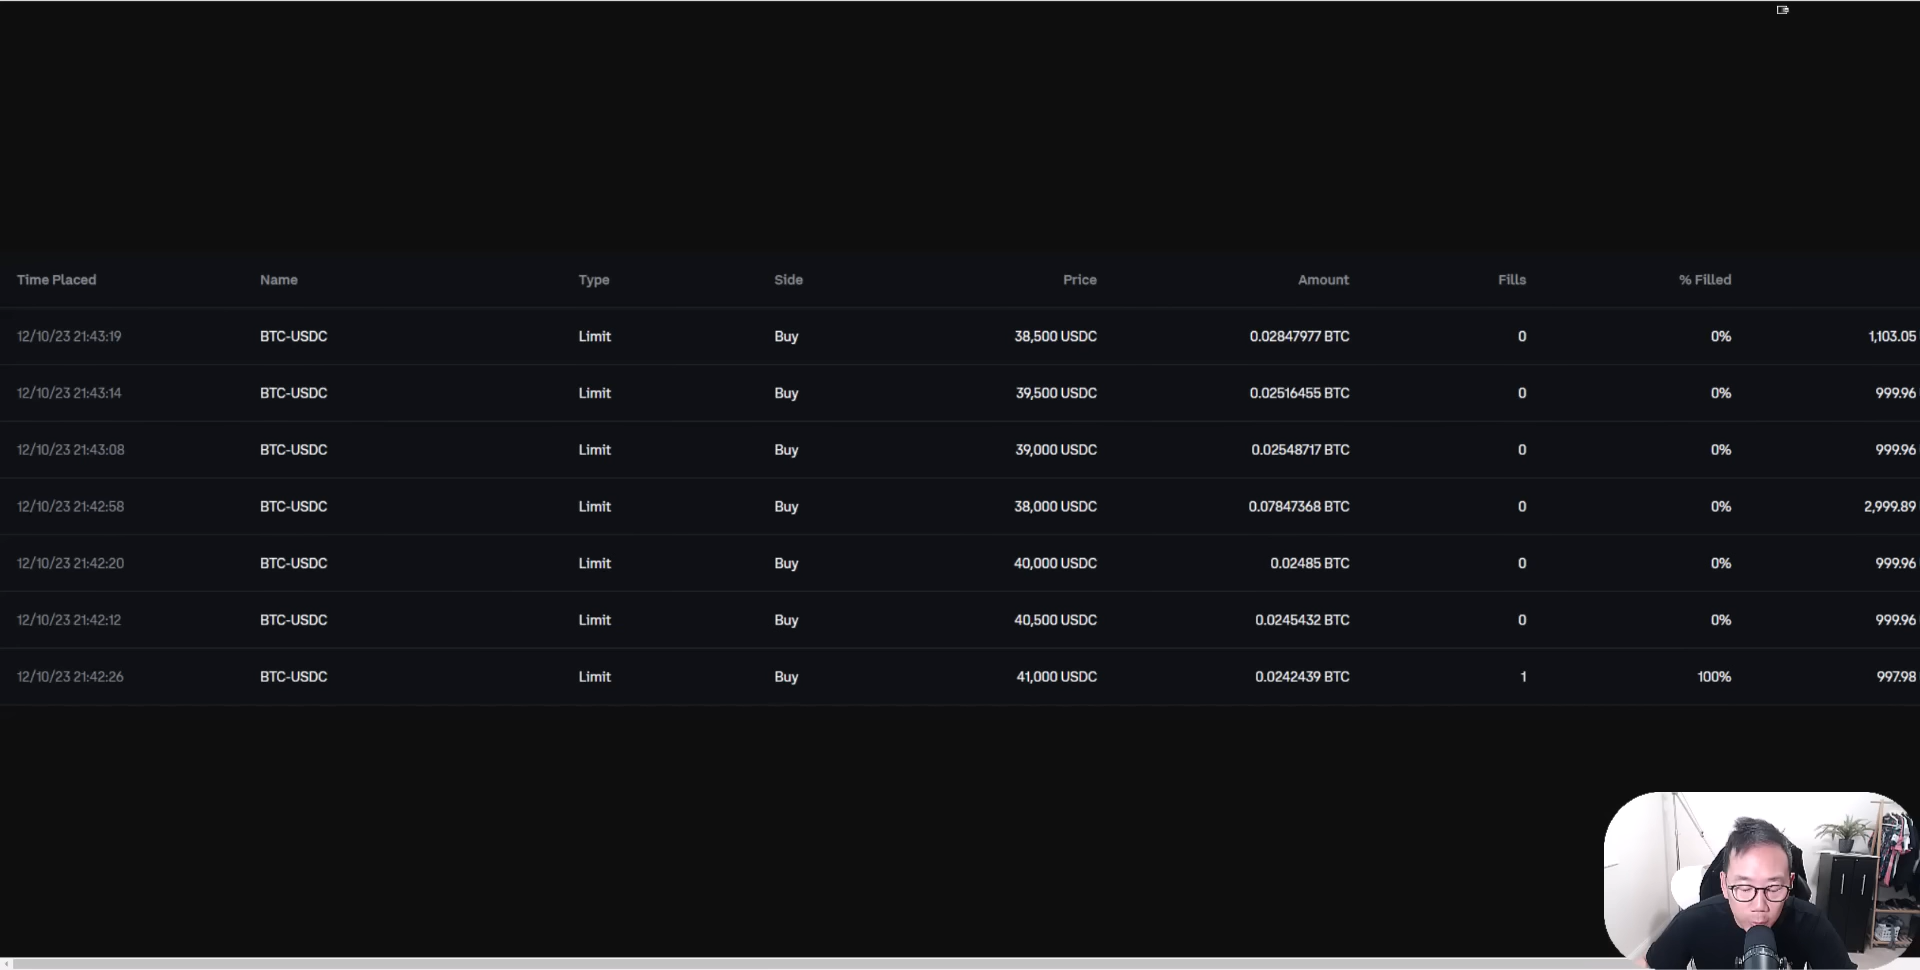 Time Placed Name Type Side Price Amount Fills % Filled
12/10/23 21:43:19 BTC-USDC Limit Buy 38,500 USDC 0.02847977 BTC 0 0% 1,103.05
12/10/23 21:43:14 BTC-USDC Limit Buy 39,500 USDC 0.02516455 BTC 0 0% 999.96
12/10/23 21:43:08 BTC-USDC Limit Buy 39,000 USDC 0.02548717 BTC 0 0% 999.96
12/10/23 21:42:58 BTC-USDC Limit Buy 38,000 USDC 0.07847368 BTC 0 0% 2,999.89
12/10/23 21:42:20 BTC-USDC Limit Buy 40,000 USDC 0.02485 BTC 0 0% 999.96
12/10/23 21:42:12 BTC-USDC Limit Buy 40,500 USDC 0.0245432 BTC 0 0% 999.96
12/10/23 21:42:26 BTC-USDC Limit Buy 41,000 USDC 0.0242439 BTC 1 100% 997.98